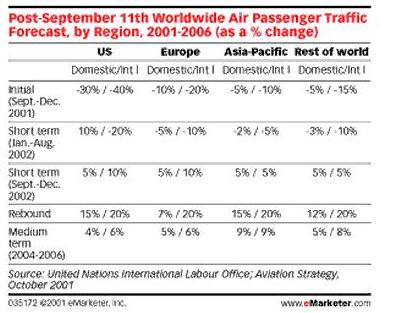 Post-September 11th Worldwide Air Passenger Traffic
Forecast, by Region, 2001-2006 (as a % change)
US Europe Asia-Pacific Rest of world
Domestic/Int l Domestic/Int l Domestic/Int l Domestic/Int l
Initial -30% / -40% -10% / -20% -5% / -10% -5% / -15%
(Sept.-Dec.
2001)
Short term 10% / -20% -5% / -10% -2% / -5% -3% / -10%
(Jan.-Aug.
2002)
Short term 5% / 10% 5% / 10% 5% / 5% 5% / 5%
(Sept.-Dec.
2002)
Rebound 15% / 20% 7% / 20% 15% / 20% 12% / 20%
Medium 4% / 6% 5% / 6% 9% / 9% 5% / 8%
term
(2004-2006)
Source: United Nations International Labour Office; Aviation Strategy,
October 2001
035172 ©2001 eMarketer, Inc. www.eMarketer.com